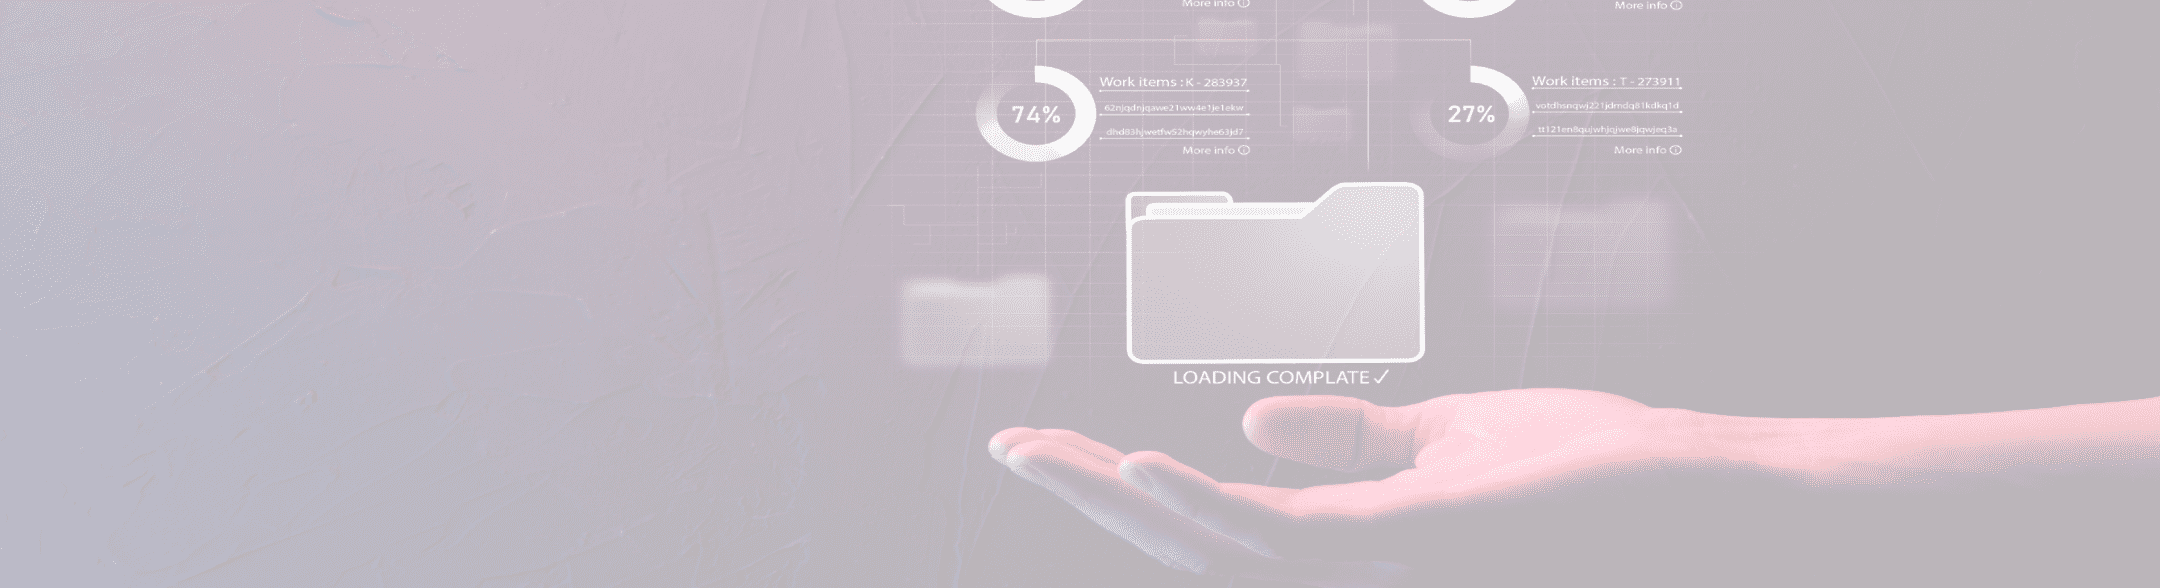 More info
More info
Work items : K - 283937
62njqdnjqawe21ww4e1je1ekw
dhd83hjwetfw52hqwyhe63jd7
More info
74%
Work items : T - 273911
votdhsnqwj221jdmdq81kdkq1d
tt121en8qujwhjqjwe8jqwjeq3a
More info
27%
LOADING COMPLATE